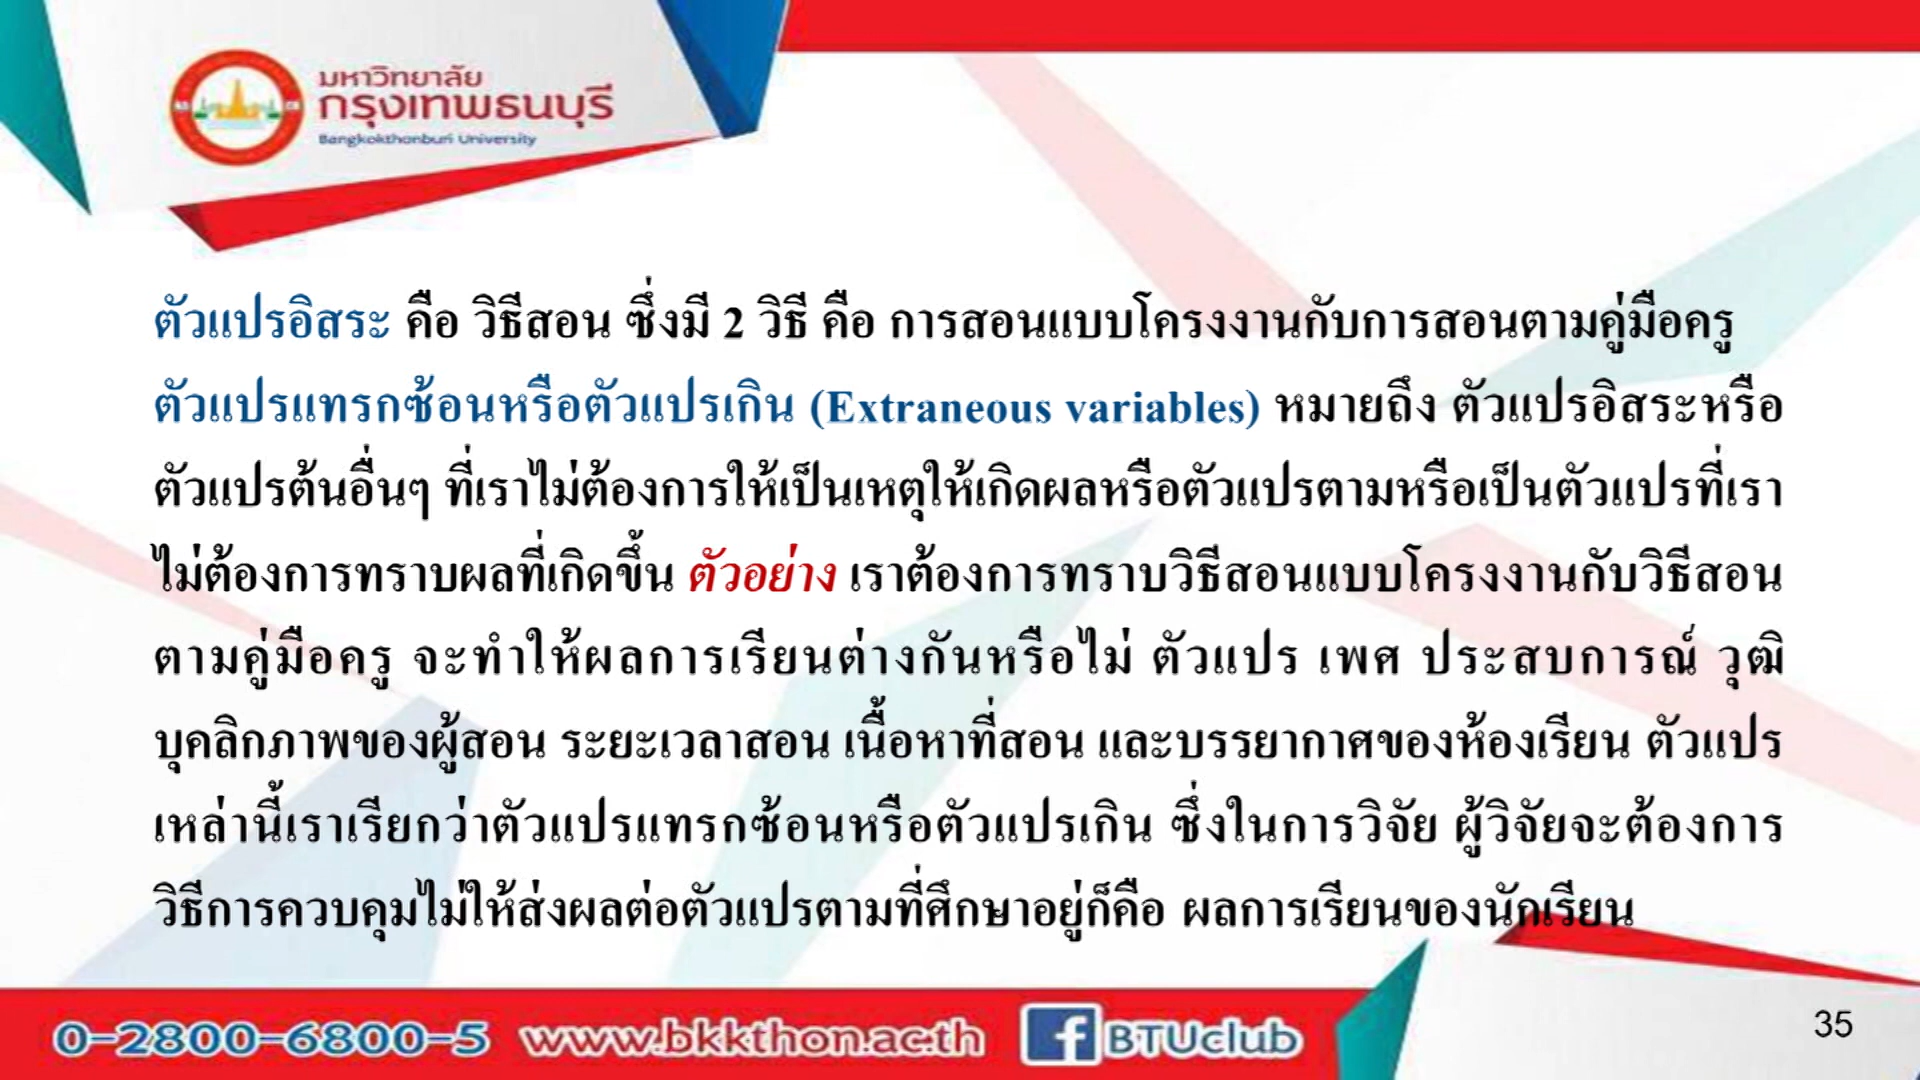 มหาวิทยาลัย
กรุงเทพธนบุรี
Bangkokthonburi University
ตัวแปรอิสระ คือ วิธีสอน ซึ่งมี 2 วิธี คือ การสอนแบบโครงงานกับการสอนตามคู่มือครู
ตัวแปรแทรกซ้อนหรือตัวแปรเกิน (Extraneous variables) หมายถึง ตัวแปรอิสระหรือ
ตัวแปรต้นอื่นๆ ที่เราไม่ต้องการให้เป็นเหตุให้เกิดผลหรือตัวแปรตามหรือเป็นตัวแปรที่เรา
ไม่ต้องการทราบผลที่เกิดขึ้น ตัวอย่าง เราต้องการทราบวิธีสอนแบบโครงงานกับวิธีสอน
ตามคู่มือครู จะทำให้ผลการเรียนต่างกันหรือไม่ ตัวแปร เพศ ประสบการณ์ วุฒิ
บุคลิกภาพของผู้สอน ระยะเวลาสอน เนื้อหาที่สอน และบรรยากาศของห้องเรียน ตัวแปร
เหล่านี้เราเรียกว่าตัวแปรแทรกซ้อนหรือตัวแปรเกิน ซึ่งในการวิจัย ผู้วิจัยจะต้องการ
วิธีการควบคุมไม่ให้ส่งผลต่อตัวแปรตามที่ศึกษาอยู่ก็คือ ผลการเรียนของนักเรียน
0-2800-6800-5 www.bkkthon.ac.th f BTUclub
35